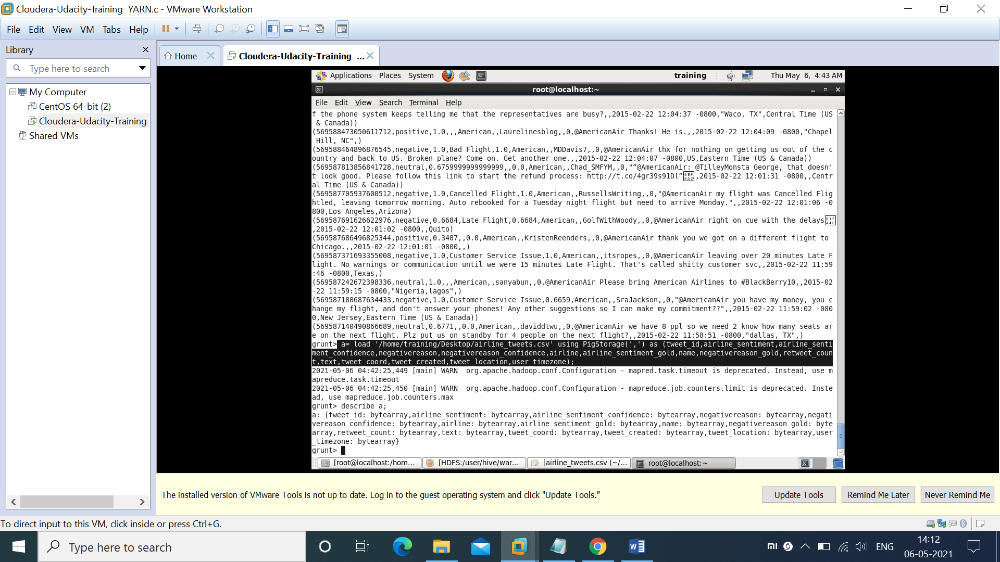 Cloudera-Udacity-Training YARN.c - VMware Workstation
File Edit View VM Tabs Help
Library
Type here to search
My Computer
CentOS 64-bit (2)
Cloudera-Udacity-Training
Shared VMs
Home
Cloudera-Udacity-Training ...
Applications Places System training Thu May 6, 4:43 AM
root@localhost:~
File Edit View Search Terminal Help
f the phone system keeps telling me that the representatives are busy?,,2015-02-22 12:04:37 -0800,"Waco, TX",Central Time (US
& Canada))
(569588473050611712,positive,1.0,,,American,,Laurelinesblog,,0,@AmericanAir Thanks! He is.,,2015-02-22 12:04:09 -0800,"Chapel
Hill, NC",)
(569588464896876545,negative,1.0,Bad Flight,1.0,American,,MDDavis7,,0,@AmericanAir thx for nothing on getting us out of the c
ountry and back to US. Broken plane? Come on. Get another one.,,2015-02-22 12:04:07 -0800,US,Eastern Time (US & Canada))
(569587813856841728,neutral,0.6759999999999999,,0.0,American,,Chad_SMFYM,,0,"“@AmericanAir: @TilleyMonsta George, that doesn'
t look good. Please follow this link to start the refund process: http://t.co/4gr39s91Dl”,2015-02-22 12:01:31 -0800,,Centr
al Time (US & Canada))
(569587705937600512,negative,1.0,Cancelled Flight,1.0,American,,RussellsWriting,,0,"@AmericanAir my flight was Cancelled Flig
htled, leaving tomorrow morning. Auto rebooked for a Tuesday night flight but need to arrive Monday.",,2015-02-22 12:01:06 -0
800,Los Angeles,Arizona)
(569587691626622976,negative,0.6684,Late Flight,0.6684,American,,GolfWithWoody,,0,@AmericanAir right on cue with the delays
,2015-02-22 12:01:02 -0800,,Quito)
(569587686496825344,positive,0.3487,,0.0,American,,KristenReenders,,0,@AmericanAir thank you we got on a different flight to
Chicago.,,2015-02-22 12:01:01 -0800,,)
(569587371693355008,negative,1.0,Customer Service Issue,1.0,American,,itsropes,,0,@AmericanAir leaving over 20 minutes Late F
light. No warnings or communication until we were 15 minutes Late Flight. That's called shitty customer svc,,2015-02-22 11:59
:46 -0800,Texas,)
(569587242672398336,neutral,1.0,,,American,,sanyabun,,0,@AmericanAir Please bring American Airlines to #BlackBerry10,,2015-02
-22 11:59:15 -0800,"Nigeria,lagos",)
(569587188687634433,negative,1.0,Customer Service Issue,0.6659,American,,SraJackson,,0,"@AmericanAir you have my money, you c
hange my flight, and don't answer your phones! Any other suggestions so I can make my commitment??",,2015-02-22 11:59:02 -080
0,New Jersey,Eastern Time (US & Canada))
(569587140490866689,neutral,0.6771,,0.0,American,,daviddtwu,,0,@AmericanAir we have 8 ppl so we need 2 know how many seats ar
e on the next flight. Plz put us on standby for 4 people on the next flight?,,2015-02-22 11:58:51 -0800,"dallas, TX",)
grunt> a= load '/home/training/Desktop/airline_tweets.csv' using PigStorage(',') as (tweet_id,airline_sentiment,airline_senti
ment_confidence,negativereason,negativereason_confidence,airline,airline_sentiment_gold,name,negativereason_gold,retweet_coun
t,text,tweet_coord,tweet_created,tweet_location,user_timezone);
2021-05-06 04:42:25,449 [main] WARN  org.apache.hadoop.conf.Configuration - mapred.task.timeout is deprecated. Instead, use m
apreduce.task.timeout
2021-05-06 04:42:25,450 [main] WARN  org.apache.hadoop.conf.Configuration - mapreduce.job.counters.limit is deprecated. Inste
ad, use mapreduce.job.counters.max
grunt> describe a;
a: {tweet_id: bytearray,airline_sentiment: bytearray,airline_sentiment_confidence: bytearray,negativereason: bytearray,negati
vereason_confidence: bytearray,airline: bytearray,airline_sentiment_gold: bytearray,name: bytearray,negativereason_gold: byte
array,retweet_count: bytearray,text: bytearray,tweet_coord: bytearray,tweet_created: bytearray,tweet_location: bytearray,user
_timezone: bytearray}
grunt>
[root@localhost:/hom... [HDFS:/user/hive/war... [airline_tweets.csv (~/... root@localhost:~
The installed version of VMware Tools is not up to date. Log in to the guest operating system and click "Update Tools."
Update Tools Remind Me Later Never Remind Me
To direct input to this VM, click inside or press Ctrl+G.
Type here to search
ENG
14:12
06-05-2021